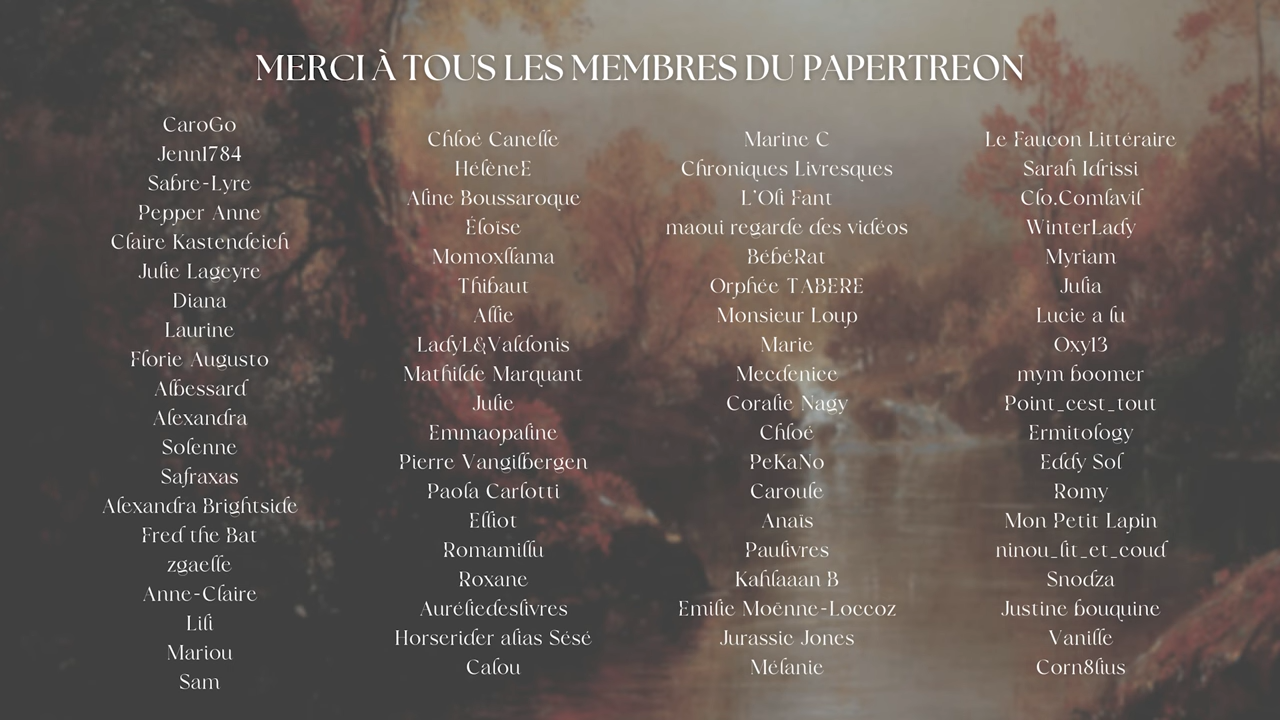 MERCI À TOUS LES MEMBRES DU PAPERTREON
CaroGo
Jenn1784
Sabre-Lyre
Pepper Anne
Claire Kastendeich
Julie Lageyre
Diana
Laurine
Florie Augusto
Albessard
Alexandra
Solenne
Safraxas
Alexandra Brightside
Fred the Bat
zgaelle
Anne-Claire
Lili
Mariou
Sam
Chloé Canelle
HélèneE
Aline Boussaroque
Éloïse
Momoxllama
Thibaut
Allie
LadyL&Valdonis
Mathilde Marquant
Julie
Emmaopaline
Pierre Vangilbergen
Paola Carlotti
Elliot
Romamillu
Roxane
Auréliedeslivres
Horserider alias Sésé
Calou
Marine C
Chroniques Livresques
L'Oli Fant
maoui regarde des vidéos
BébéRat
Orphée TABERE
Monsieur Loup
Marie
Mecdenice
Coralie Nagy
Chloé
PeKaNo
Caroule
Anaïs
Paulivres
Kahlaaan B
Emilie Moënne-Loccoz
Jurassic Jones
Mélanie
Le Faucon Littéraire
Sarah Idrissi
Clo.Comlavil
WinterLady
Myriam
Julia
Lucie a lu
Oxy13
mym boomer
Point_cest_tout
Ermitology
Eddy Sol
Romy
Mon Petit Lapin
ninou_lit_et_coud
Snodza
Justine bouquine
Vanille
Corn8lius